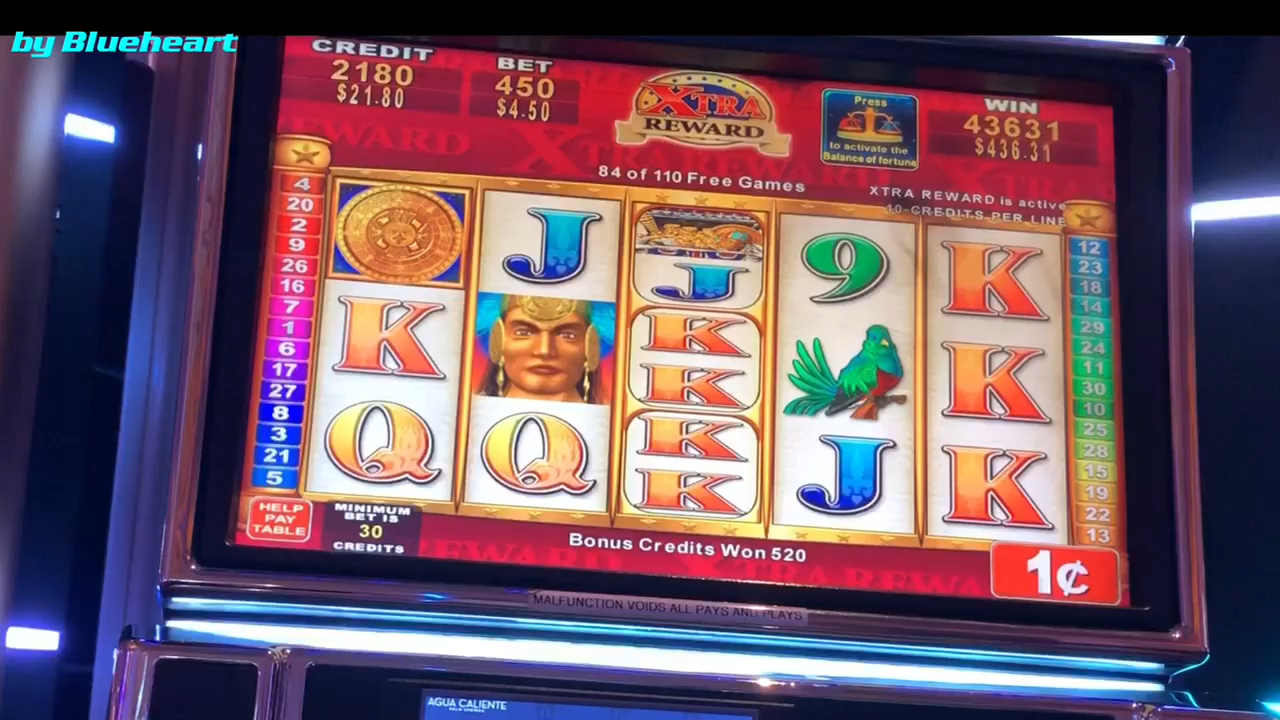 by Blueheart
CREDIT
2180
$21.80
BET
450
$4.50
XTRA
REWARD
Press
to activate the
Balance of fortune
WIN
43631
$436.31
84 of 110 Free Games
XTRA REWARD is active
10 CREDITS PER LINE
4
20
2
9
26
16
7
1
6
17
27
8
3
21
5
J
9
K
J
K
K
K
K
K
Q
Q
K
K
J
K
12
23
18
14
29
24
11
30
10
25
28
15
19
22
13
HELP
PAY
TABLE
MINIMUM
BET IS
30
CREDITS
Bonus Credits Won 520
1¢
MALFUNCTION VOIDS ALL PAYS AND PLAYS
AGUA CALIENTE